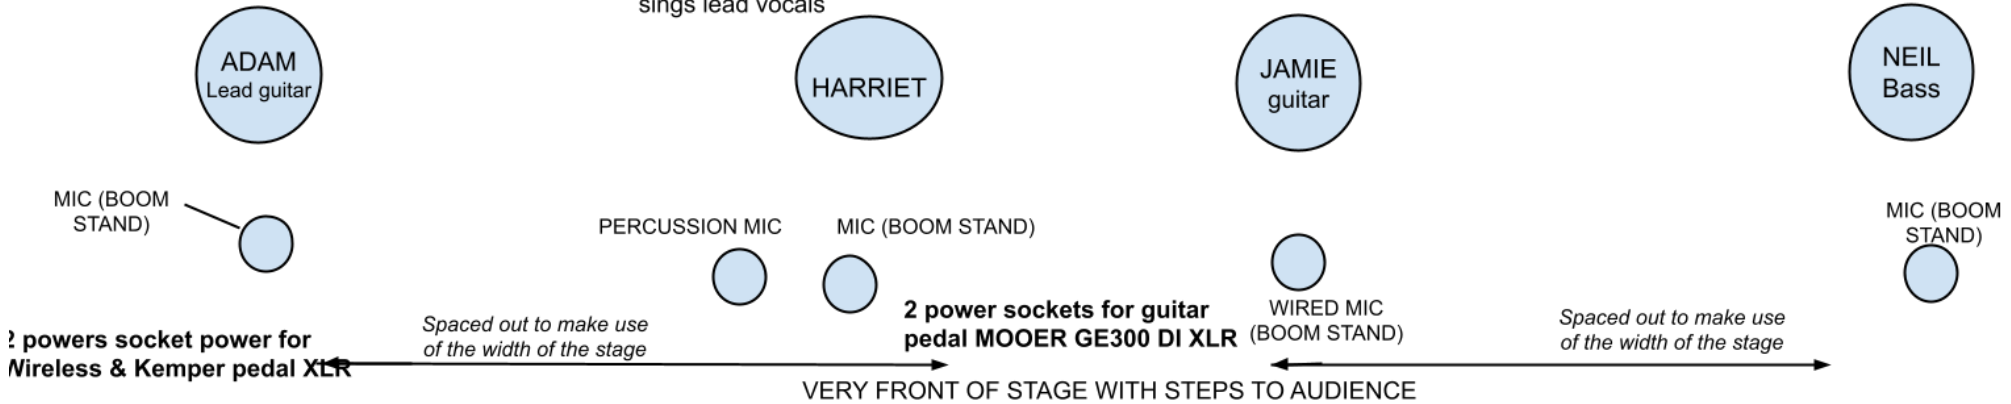 sings lead vocals
ADAM
Lead guitar
HARRIET
JAMIE
guitar
NEIL
Bass
MIC (BOOM
STAND)
PERCUSSION MIC
MIC (BOOM STAND)
MIC (BOOM
STAND)
2 power sockets for guitar
pedal MOOER GE300 DI XLR
WIRED MIC
(BOOM STAND)
Spaced out to make use
of the width of the stage
Spaced out to make use
of the width of the stage
2 powers socket power for
Wireless & Kemper pedal XLR
VERY FRONT OF STAGE WITH STEPS TO AUDIENCE